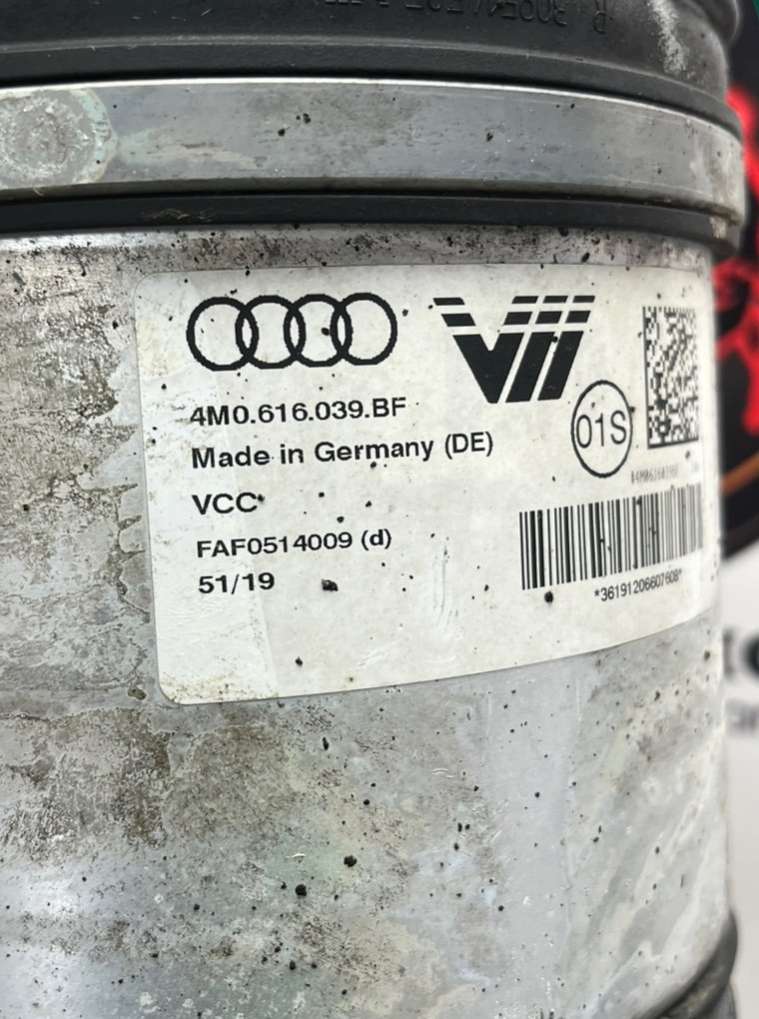 4M0.616.039.BF
01S
Made in Germany (DE)
VCC
FAF0514009 (d)
51/19
*36191206607608*